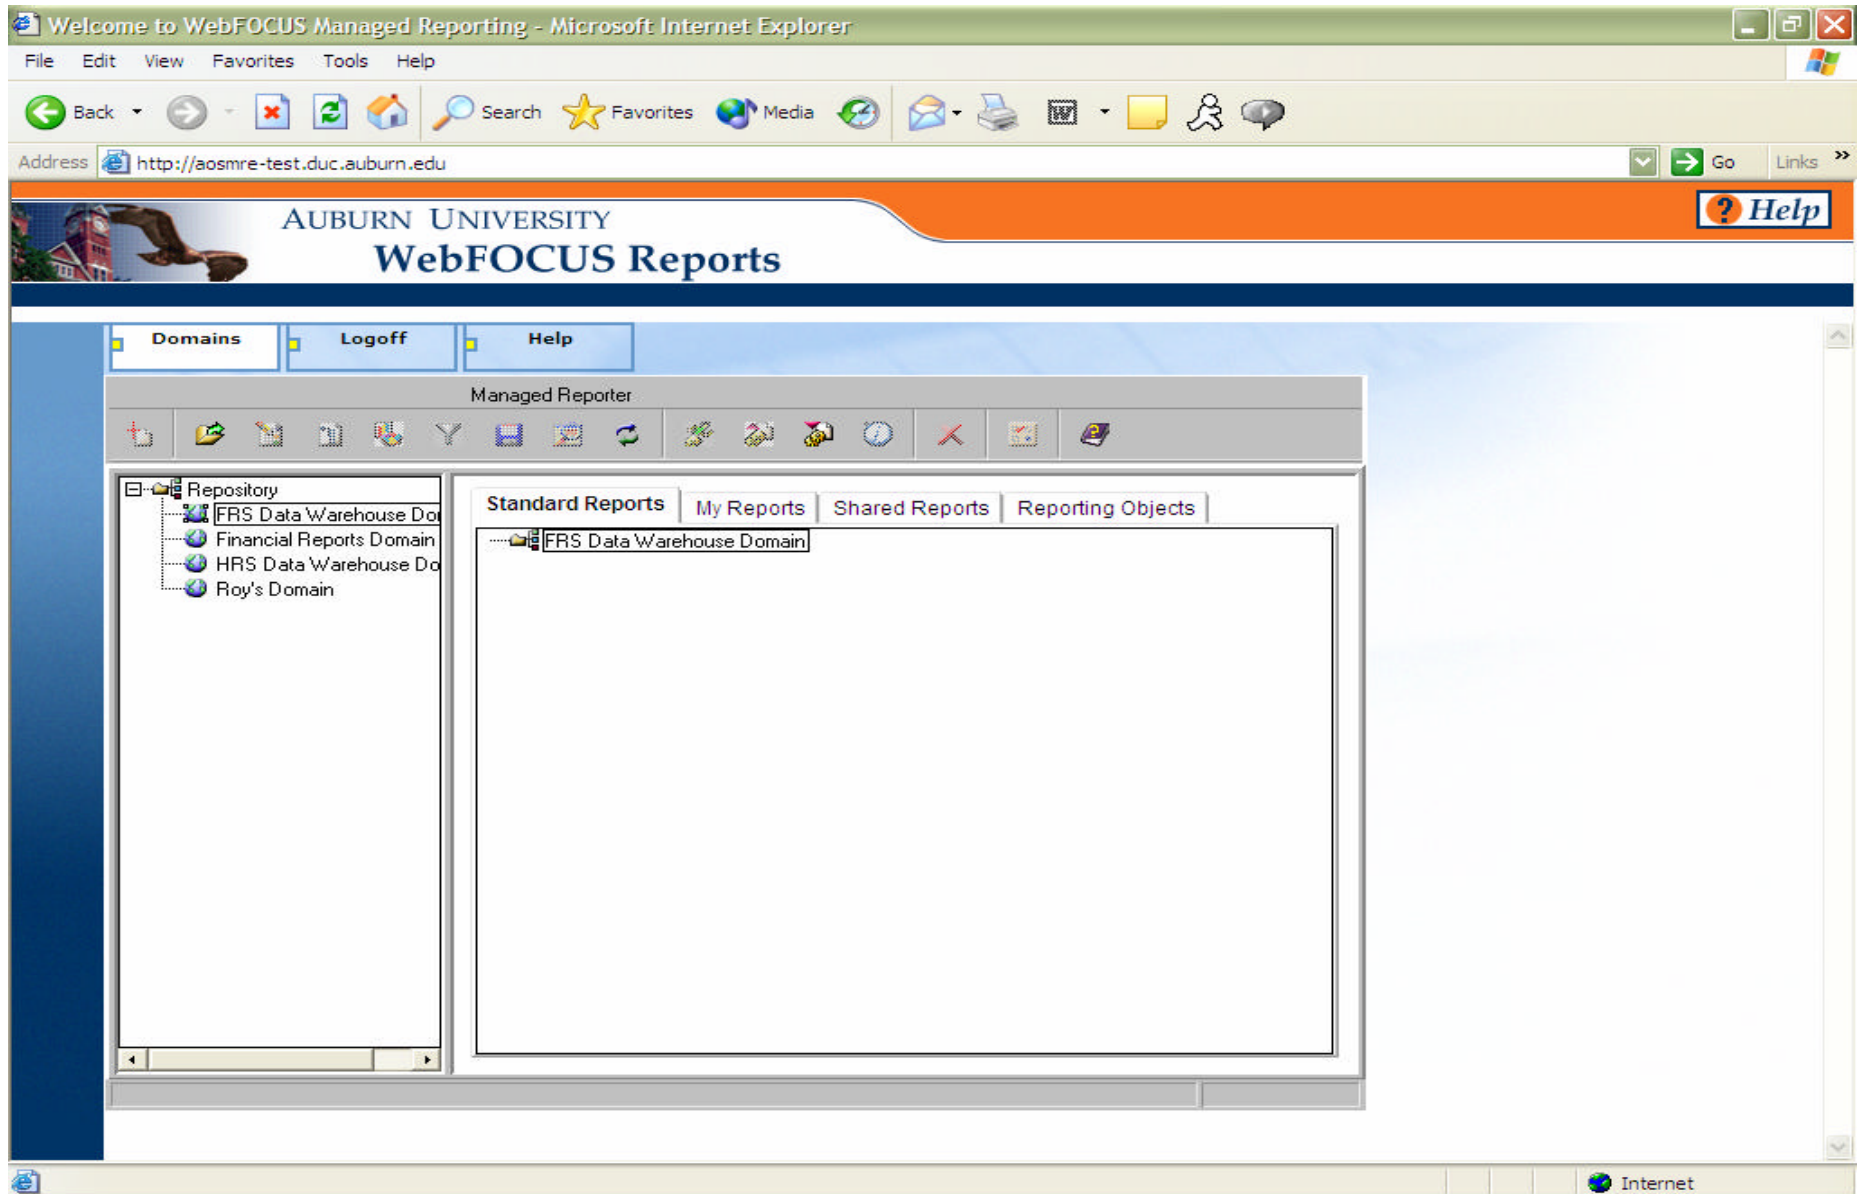 Welcome to WebFOCUS Managed Reporting - Microsoft Internet Explorer
File Edit View Favorites Tools Help
Back Search Favorites Media
Address http://aosmre-test.duc.auburn.edu Go Links »
AUBURN UNIVERSITY
WebFOCUS Reports
? Help
Domains Logoff Help
Managed Reporter
Repository
FRS Data Warehouse Do
Financial Reports Domain
HRS Data Warehouse Do
Roy's Domain
Standard Reports My Reports Shared Reports Reporting Objects
FRS Data Warehouse Domain
Internet